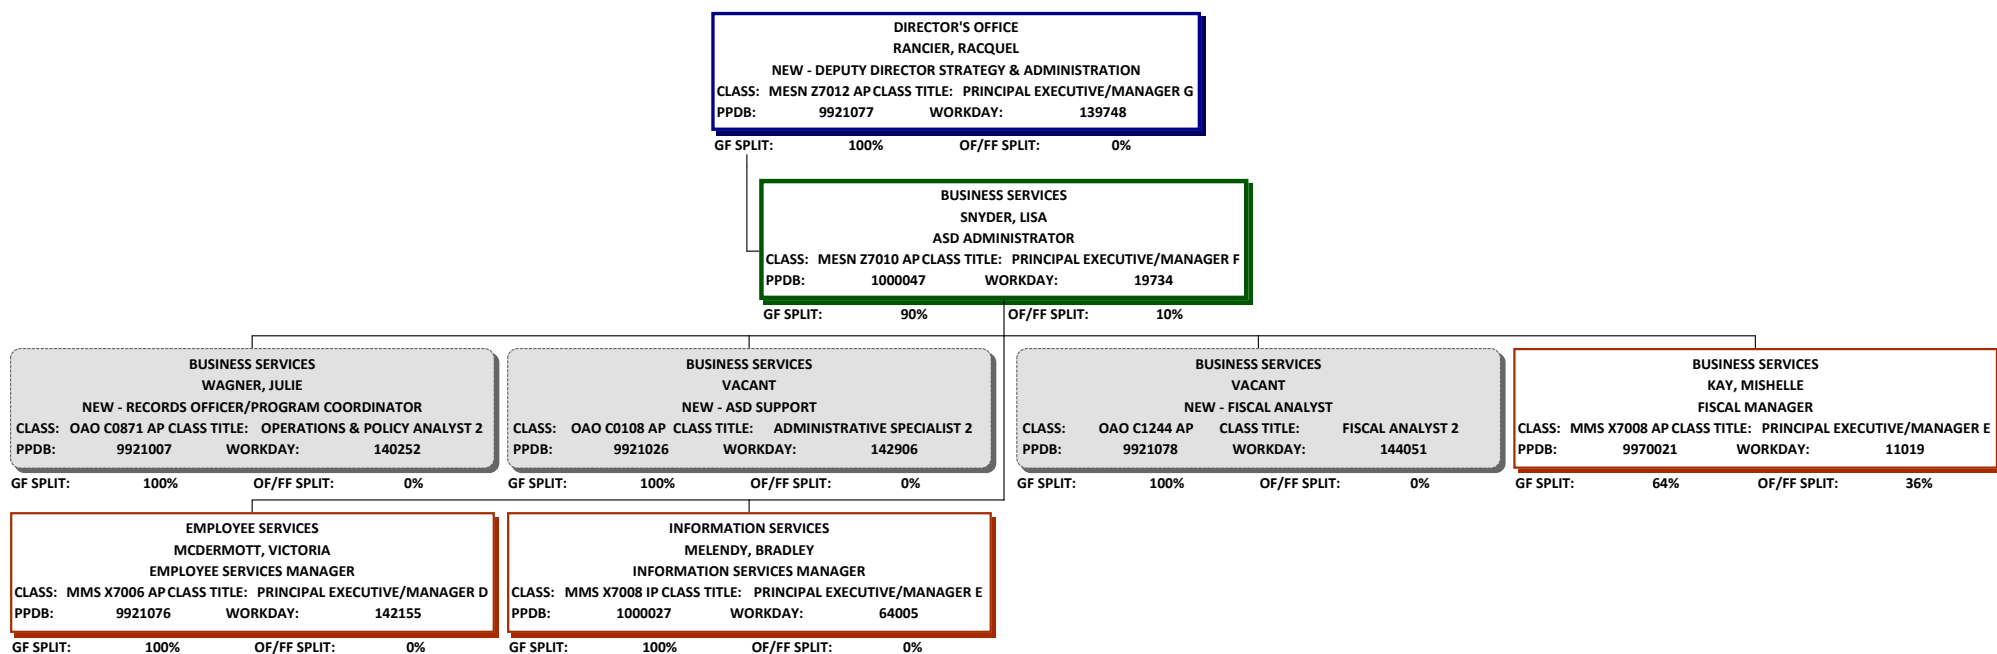 DIRECTOR'S OFFICE
RANCIER, RACQUEL
NEW - DEPUTY DIRECTOR STRATEGY & ADMINISTRATION
CLASS: MESN Z7012 AP CLASS TITLE: PRINCIPAL EXECUTIVE/MANAGER G
PPDB: 9921077 WORKDAY: 139748
GF SPLIT: 100% OF/FF SPLIT: 0%
BUSINESS SERVICES
SNYDER, LISA
ASD ADMINISTRATOR
CLASS: MESN Z7010 AP CLASS TITLE: PRINCIPAL EXECUTIVE/MANAGER F
PPDB: 1000047 WORKDAY: 19734
GF SPLIT: 90% OF/FF SPLIT: 10%
BUSINESS SERVICES
WAGNER, JULIE
NEW - RECORDS OFFICER/PROGRAM COORDINATOR
CLASS: OAO C0871 AP CLASS TITLE: OPERATIONS & POLICY ANALYST 2
PPDB: 9921007 WORKDAY: 140252
GF SPLIT: 100% OF/FF SPLIT: 0%
BUSINESS SERVICES
VACANT
NEW - ASD SUPPORT
CLASS: OAO C0108 AP CLASS TITLE: ADMINISTRATIVE SPECIALIST 2
PPDB: 9921026 WORKDAY: 142906
GF SPLIT: 100% OF/FF SPLIT: 0%
BUSINESS SERVICES
VACANT
NEW - FISCAL ANALYST
CLASS: OAO C1244 AP CLASS TITLE: FISCAL ANALYST 2
PPDB: 9921078 WORKDAY: 144051
GF SPLIT: 100% OF/FF SPLIT: 0%
BUSINESS SERVICES
KAY, MISHELLE
FISCAL MANAGER
CLASS: MMS X7008 AP CLASS TITLE: PRINCIPAL EXECUTIVE/MANAGER E
PPDB: 9970021 WORKDAY: 11019
GF SPLIT: 64% OF/FF SPLIT: 36%
EMPLOYEE SERVICES
MCDERMOTT, VICTORIA
EMPLOYEE SERVICES MANAGER
CLASS: MMS X7006 AP CLASS TITLE: PRINCIPAL EXECUTIVE/MANAGER D
PPDB: 9921076 WORKDAY: 142155
GF SPLIT: 100% OF/FF SPLIT: 0%
INFORMATION SERVICES
MELENDY, BRADLEY
INFORMATION SERVICES MANAGER
CLASS: MMS X7008 IP CLASS TITLE: PRINCIPAL EXECUTIVE/MANAGER E
PPDB: 1000027 WORKDAY: 64005
GF SPLIT: 100% OF/FF SPLIT: 0%